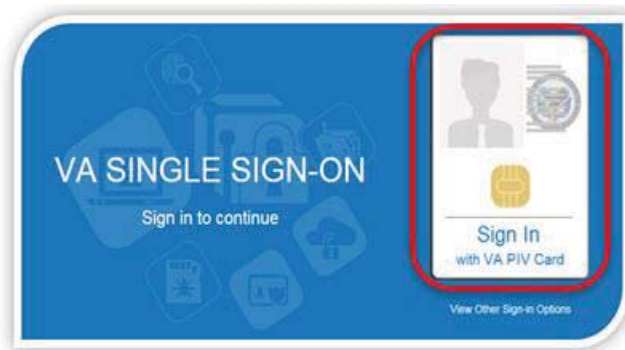 VA SINGLE SIGN-ON
Sign in to continue
Sign In
with VA PIV Card
View Other Sign-in Options